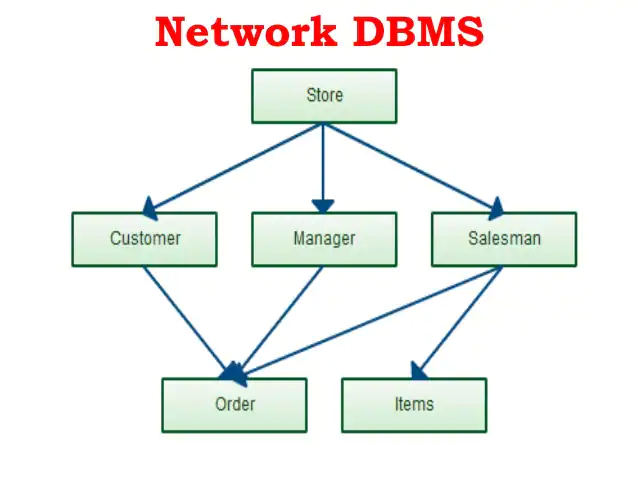 Network DBMS
Store
Customer
Manager
Salesman
Order
Items